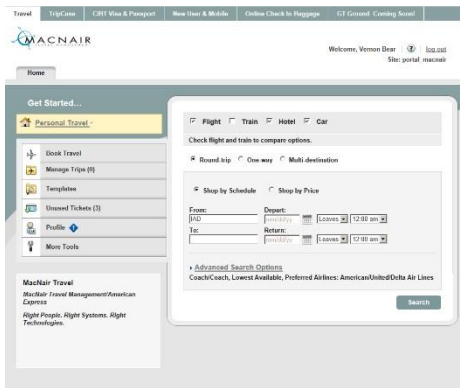 Travel TripCase CIBT Visa & Passport New User & Mobile Online Check In Baggage GT Ground Coming Soon!
MACNAIR
Welcome, Vernon Bear log out
Site: portal macnair
Home
Get Started...
Personal Travel
Book Travel
Manage Trips (0)
Templates
Unused Tickets (3)
Profile
More Tools
MacNair Travel
MacNair Travel Management/American
Express
Right People. Right Systems. Right
Technologies.
Flight Train Hotel Car
Check flight and train to compare options.
Round-trip One-way Multi-destination
Shop by Schedule Shop by Price
From: Depart:
IAD mm/dd/yy Leaves 12:00 am
To: Return:
mm/dd/yy Leaves 12:00 am
Advanced Search Options
Coach/Coach, Lowest Available, Preferred Airlines: American/United/Delta Air Lines
Search